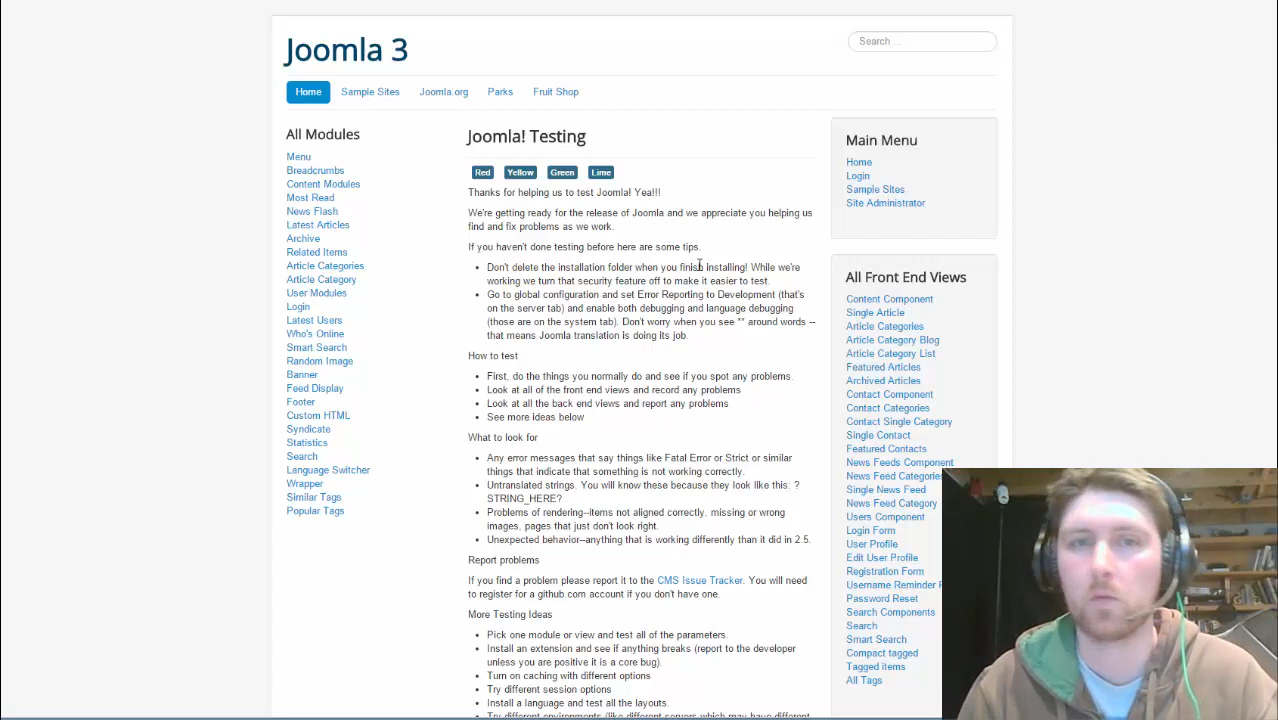 Joomla 3
Search ...
Home
Sample Sites
Joomla.org
Parks
Fruit Shop
All Modules
Menu
Breadcrumbs
Content Modules
Most Read
News Flash
Latest Articles
Archive
Related Items
Article Categories
Article Category
User Modules
Login
Latest Users
Who's Online
Smart Search
Random Image
Banner
Feed Display
Footer
Custom HTML
Syndicate
Statistics
Search
Language Switcher
Wrapper
Similar Tags
Popular Tags
Joomla! Testing
Red
Yellow
Green
Lime
Thanks for helping us to test Joomla! Yea!!!
We're getting ready for the release of Joomla and we appreciate you helping us
find and fix problems as we work.
If you haven't done testing before here are some tips.
Don't delete the installation folder when you finish installing! While we're
working we turn that security feature off to make it easier to test.
Go to global configuration and set Error Reporting to Development (that's
on the server tab) and enable both debugging and language debugging
(those are on the system tab). Don't worry when you see ** around words --
that means Joomla translation is doing its job.
How to test
First, do the things you normally do and see if you spot any problems.
Look at all of the front end views and record any problems
Look at all the back end views and report any problems
See more ideas below
What to look for
Any error messages that say things like Fatal Error or Strict or similar
things that indicate that something is not working correctly.
Untranslated strings. You will know these because they look like this: ?
STRING_HERE?
Problems of rendering--items not aligned correctly, missing or wrong
images, pages that just don't look right.
Unexpected behavior--anything that is working differently than it did in 2.5.
Report problems
If you find a problem please report it to the CMS Issue Tracker. You will need
to register for a github.com account if you don't have one.
More Testing Ideas
Pick one module or view and test all of the parameters.
Install an extension and see if anything breaks (report to the developer
unless you are positive it is a core bug).
Turn on caching with different options
Try different session options
Install a language and test all the layouts.
Try different environments (like different servers which may have different
Main Menu
Home
Login
Sample Sites
Site Administrator
All Front End Views
Content Component
Single Article
Article Categories
Article Category Blog
Article Category List
Featured Articles
Archived Articles
Contact Component
Contact Categories
Contact Single Category
Single Contact
Featured Contacts
News Feeds Component
News Feed Categories
Single News Feed
News Feed Category
Users Component
Login Form
User Profile
Edit User Profile
Registration Form
Username Reminder
Password Reset
Search Components
Search
Smart Search
Compact tagged
Tagged items
All Tags